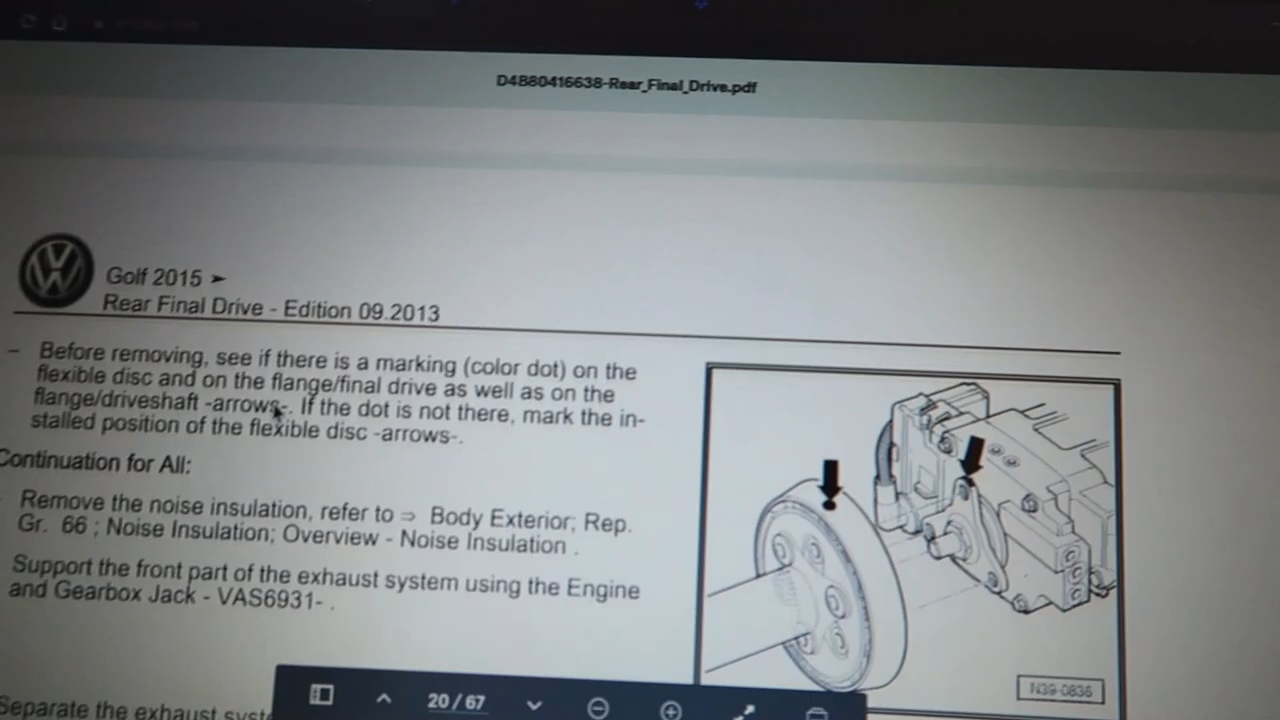 D4B80416638-Rear_Final_Drive.pdf
Golf 2015 ➤
Rear Final Drive - Edition 09.2013
– Before removing, see if there is a marking (color dot) on the
flexible disc and on the flange/final drive as well as on the
flange/driveshaft -arrows-. If the dot is not there, mark the in-
stalled position of the flexible disc -arrows-.
Continuation for All:
Remove the noise insulation, refer to ⇒ Body Exterior; Rep.
Gr. 66 ; Noise Insulation; Overview - Noise Insulation .
Support the front part of the exhaust system using the Engine
and Gearbox Jack - VAS6931- .
N39-0836
Separate the exhaust
20 / 67